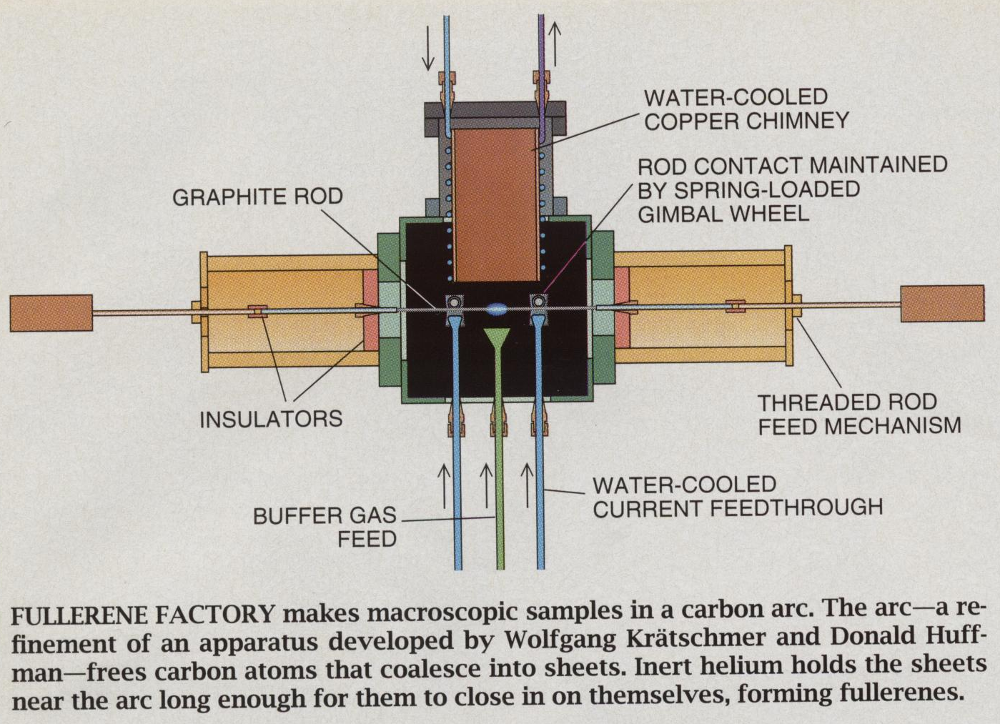 WATER-COOLED
COPPER CHIMNEY
ROD CONTACT MAINTAINED
BY SPRING-LOADED
GIMBAL WHEEL
GRAPHITE ROD
INSULATORS
THREADED ROD
FEED MECHANISM
WATER-COOLED
CURRENT FEEDTHROUGH
BUFFER GAS
FEED
FULLERENE FACTORY makes macroscopic samples in a carbon arc. The arc—a re-
finement of an apparatus developed by Wolfgang Krätschmer and Donald Huff-
man—frees carbon atoms that coalesce into sheets. Inert helium holds the sheets
near the arc long enough for them to close in on themselves, forming fullerenes.